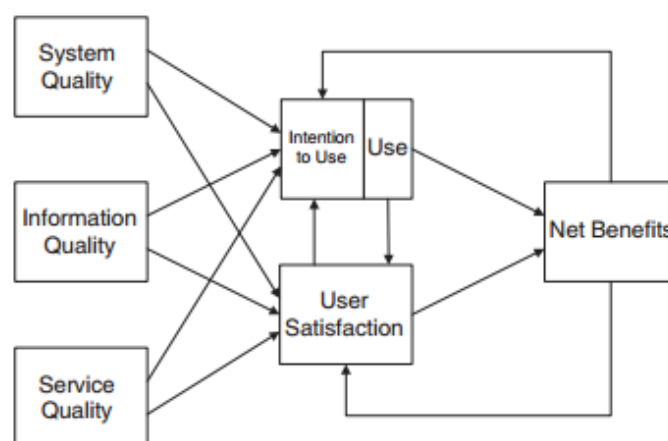 System
Quality
Intention
to Use
Use
Information
Quality
Net Benefits
User
Satisfaction
Service
Quality